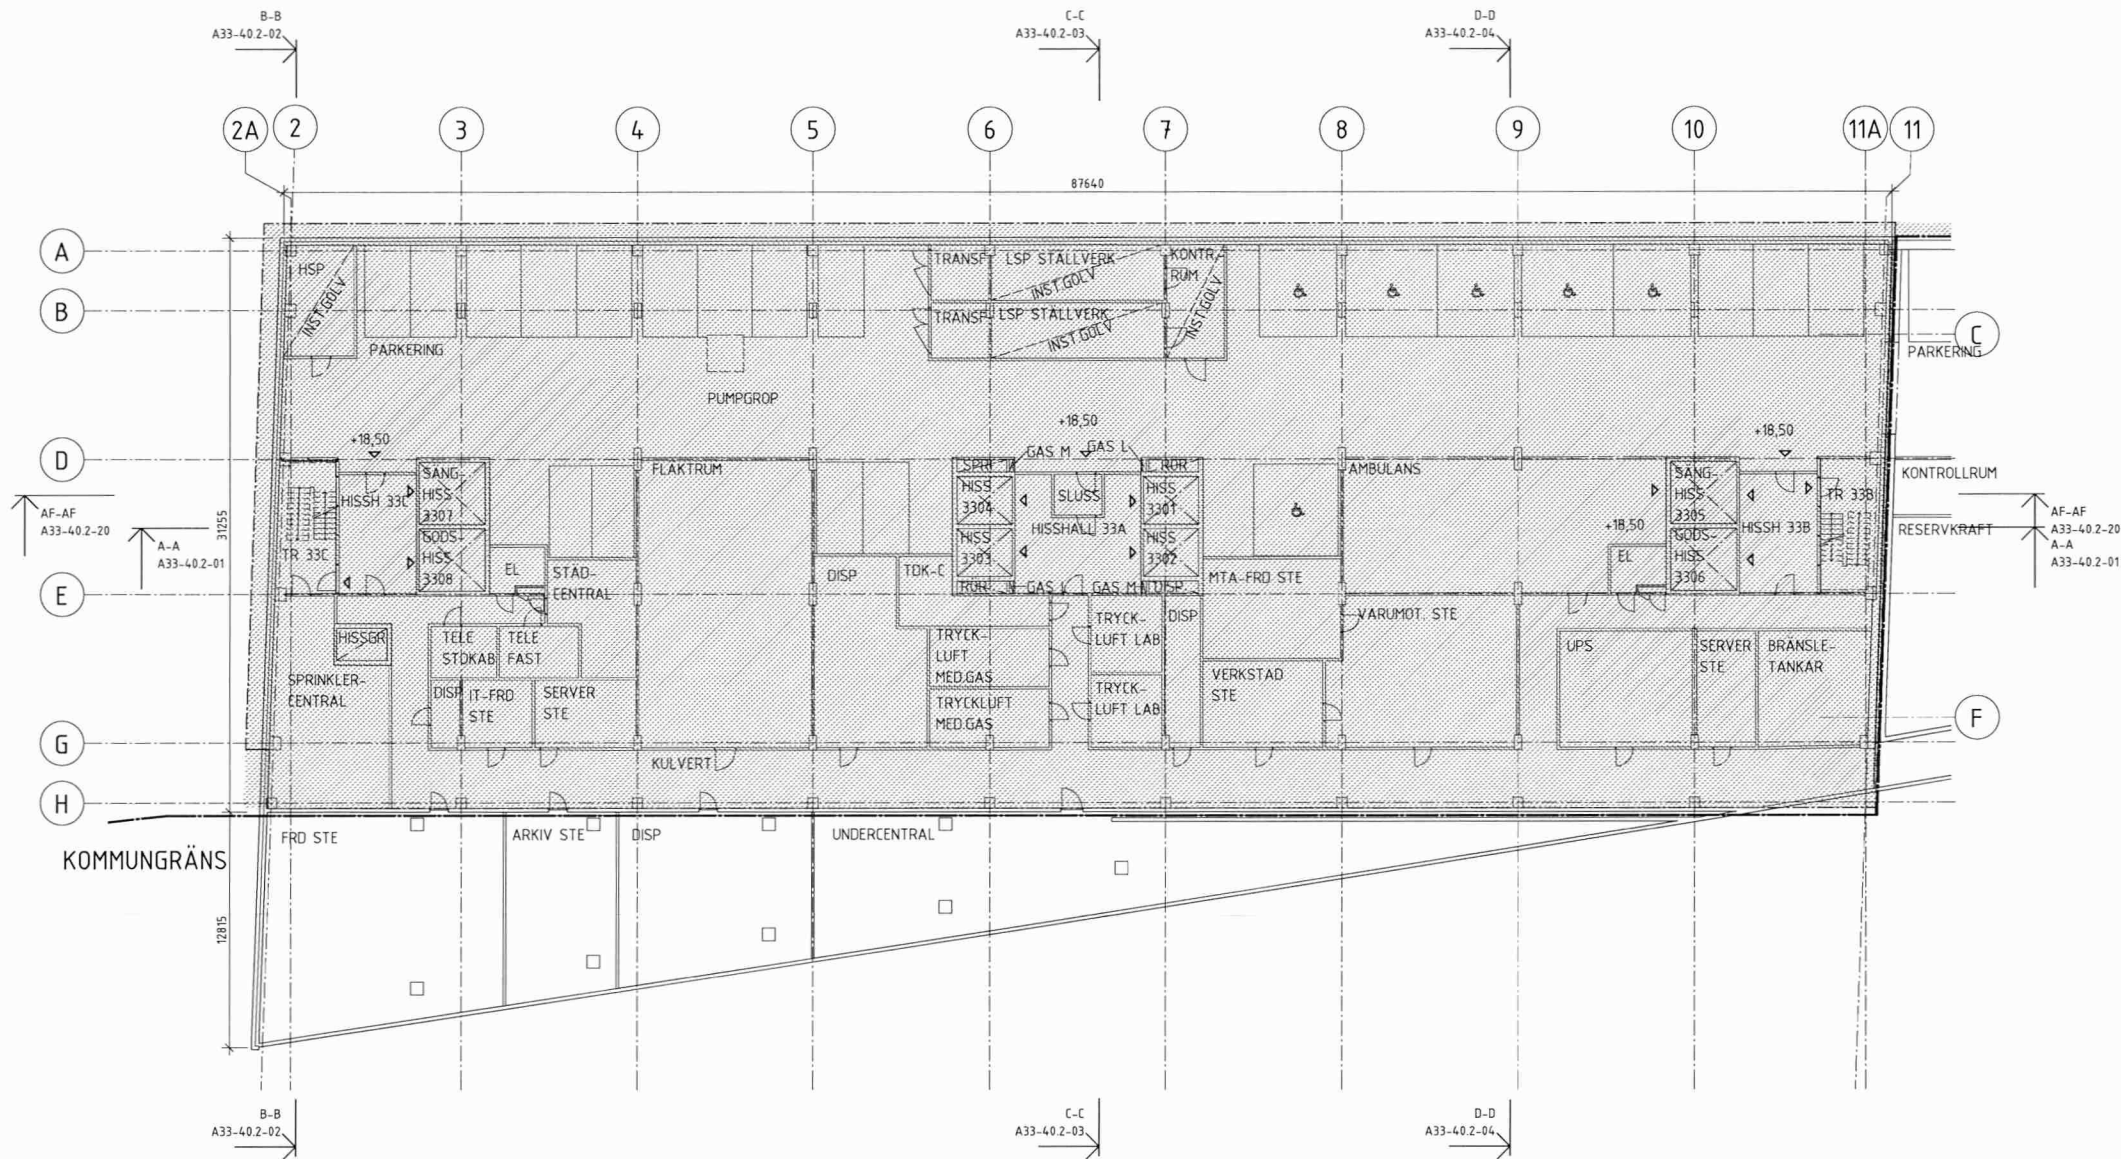 B-B
A33-40.2-02
C-C
A33-40.2-03
D-D
A33-40.2-04
2A
2
3
4
5
6
7
8
9
10
11A
11
87640
A
B
D
E
G
H
C
F
HSP
INST.GOLV
PARKERING
PUMPGROP
TRANSF
LSP STÄLLVERK
INST.GOLV
TRANSF
LSP STÄLLVERK
INST.GOLV
KONTR.
RUM
INST.GOLV
PARKERING
+18,50
+18,50
+18,50
31255
AF-AF
A33-40.2-20
A-A
A33-40.2-01
HISSH 33C
TR 33C
SÄNG-
HISS
3307
GODS-
HISS
3308
EL
STÄD-
CENTRAL
FLÄKTRUM
DISP
TDK-C
SPRI
GAS M
GAS L
RÖR
HISS
3304
SLUSS
HISS
3301
HISSHALL 33A
HISS
3303
HISS
3302
RÖR
GAS L
GAS M
DISP
AMBULANS
MTA-FRD STE
+18,50
EL
SÄNG-
HISS
3305
GODS-
HISS
3306
HISSH 33B
TR 33B
KONTROLLRUM
RESERVKRAFT
AF-AF
A33-40.2-20
A-A
A33-40.2-01
HISSGR
SPRINKLER-
CENTRAL
TELE
STOKAB
TELE
FAST
DISP
IT-FRD
STE
SERVER
STE
TRYCK-
LUFT
MED.GAS
TRYCKLUFT
MED.GAS
TRYCK-
LUFT LAB
TRYCK-
LUFT LAB
DISP
VERKSTAD
STE
VARUMOT. STE
UPS
SERVER
STE
BRÄNSLE-
TANKAR
KULVERT
KOMMUNGRÄNS
FRD STE
ARKIV STE
DISP
UNDERCENTRAL
12815
B-B
A33-40.2-02
C-C
A33-40.2-03
D-D
A33-40.2-04